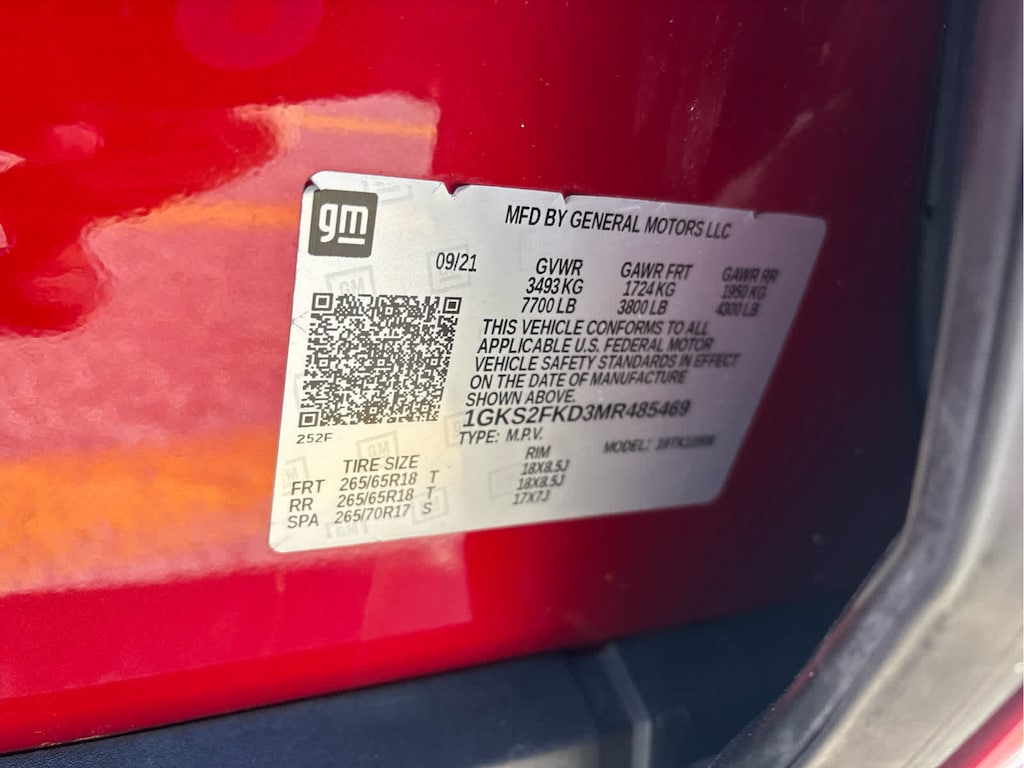 gm
MFD BY GENERAL MOTORS LLC
09/21
GVWR GAWR FRT GAWR RR
3493 KG 1724 KG 1950 KG
7700 LB 3800 LB 4300 LB
THIS VEHICLE CONFORMS TO ALL
APPLICABLE U.S. FEDERAL MOTOR
VEHICLE SAFETY STANDARDS IN EFFECT
ON THE DATE OF MANUFACTURE
SHOWN ABOVE.
1GKS2FKD3MR485469
252F
TYPE: M.P.V. MODEL:
TIRE SIZE RIM
FRT 265/65R18 T 18X8.5J
RR 265/65R18 T 18X8.5J
SPA 265/70R17 S 17X7J